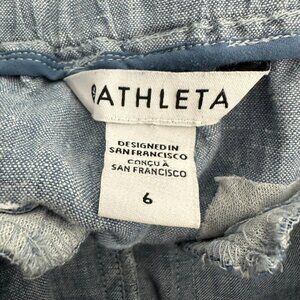 ATHLETA
DESIGNED IN
SAN FRANCISCO
CONÇU À
SAN FRANCISCO
6